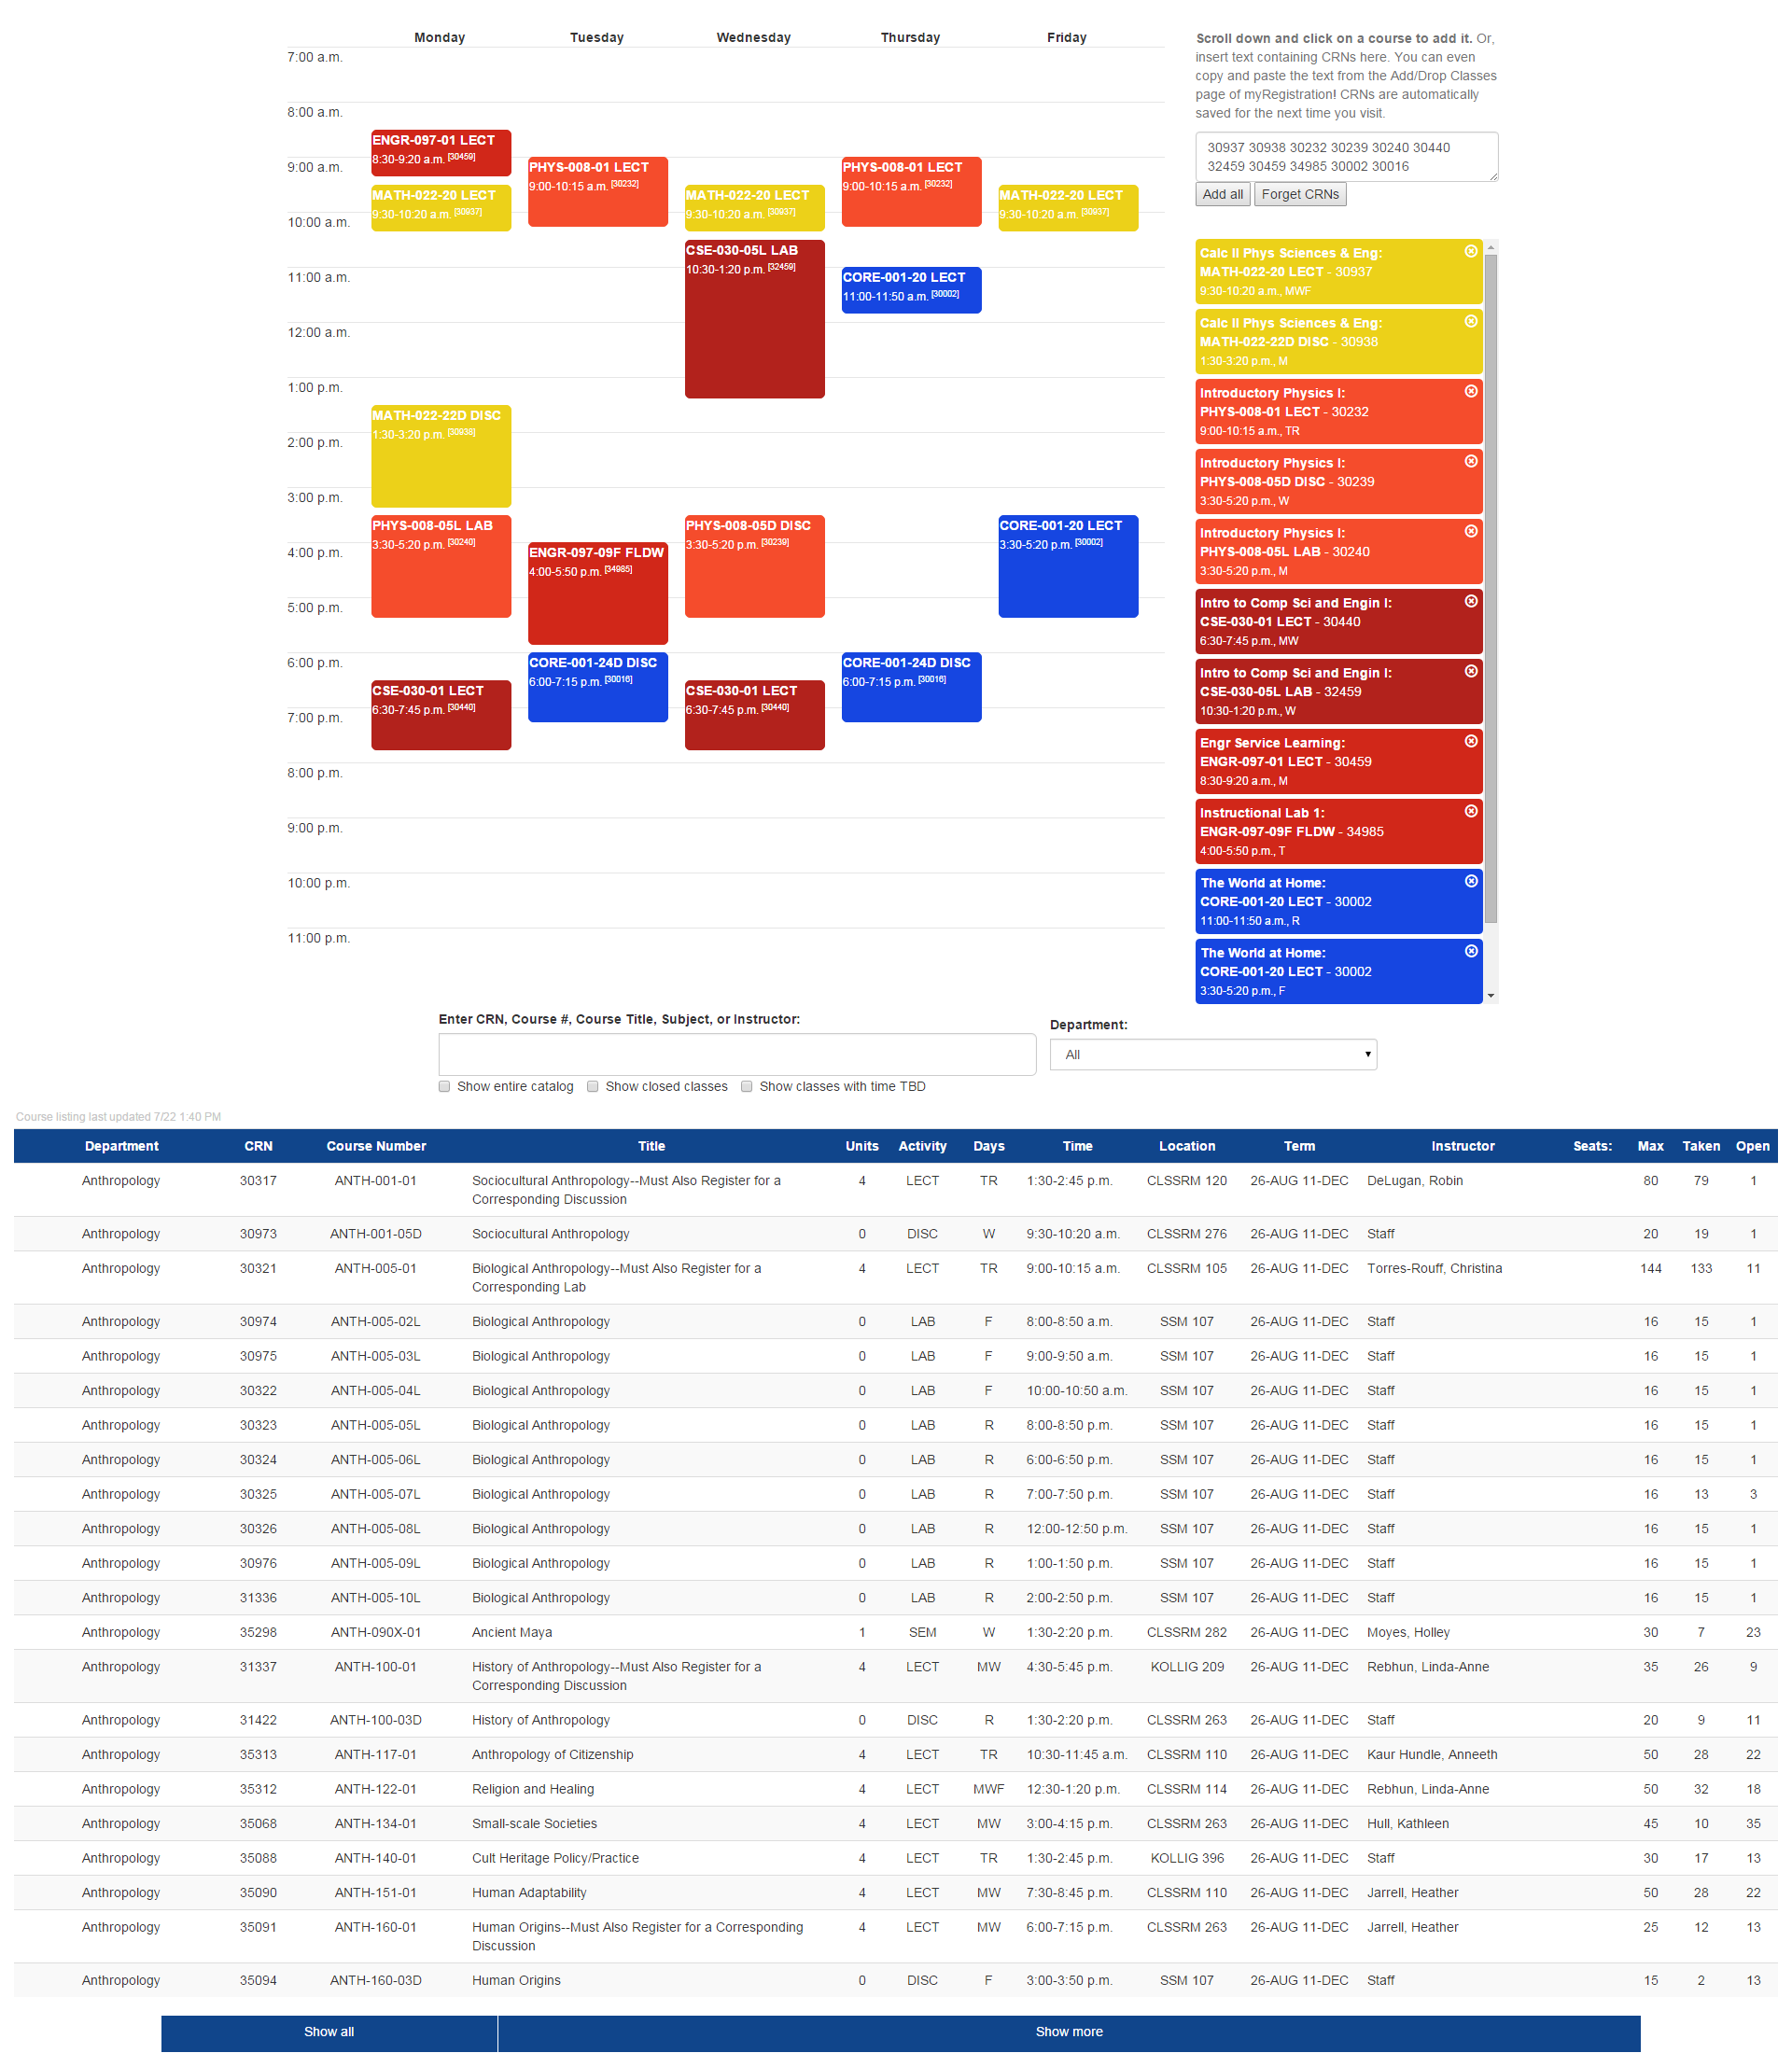 Monday Tuesday Wednesday Thursday Friday
7:00 a.m.
8:00 a.m.
9:00 a.m.
10:00 a.m.
11:00 a.m.
12:00 a.m.
1:00 p.m.
2:00 p.m.
3:00 p.m.
4:00 p.m.
5:00 p.m.
6:00 p.m.
7:00 p.m.
8:00 p.m.
9:00 p.m.
10:00 p.m.
11:00 p.m.
ENGR-097-01 LECT
8:30-9:20 a.m. [30459]
MATH-022-20 LECT
9:30-10:20 a.m. [30937]
MATH-022-22D DISC
1:30-3:20 p.m. [30938]
PHYS-008-05L LAB
3:30-5:20 p.m. [30240]
CSE-030-01 LECT
6:30-7:45 p.m. [30440]
PHYS-008-01 LECT
9:00-10:15 a.m. [30232]
ENGR-097-09F FLDW
4:00-5:50 p.m. [34985]
CORE-001-24D DISC
6:00-7:15 p.m. [30016]
MATH-022-20 LECT
9:30-10:20 a.m. [30937]
CSE-030-05L LAB
10:30-1:20 p.m. [32459]
PHYS-008-05D DISC
3:30-5:20 p.m. [30239]
CSE-030-01 LECT
6:30-7:45 p.m. [30440]
PHYS-008-01 LECT
9:00-10:15 a.m. [30232]
CORE-001-20 LECT
11:00-11:50 a.m. [30002]
CORE-001-24D DISC
6:00-7:15 p.m. [30016]
MATH-022-20 LECT
9:30-10:20 a.m. [30937]
CORE-001-20 LECT
3:30-5:20 p.m. [30002]
Scroll down and click on a course to add it. Or,
insert text containing CRNs here. You can even
copy and paste the text from the Add/Drop Classes
page of myRegistration! CRNs are automatically
saved for the next time you visit.
30937 30938 30232 30239 30240 30440
32459 30459 34985 30002 30016
Add all Forget CRNs
Calc II Phys Sciences & Eng:
MATH-022-20 LECT - 30937
9:30-10:20 a.m., MWF
Calc II Phys Sciences & Eng:
MATH-022-22D DISC - 30938
1:30-3:20 p.m., M
Introductory Physics I:
PHYS-008-01 LECT - 30232
9:00-10:15 a.m., TR
Introductory Physics I:
PHYS-008-05D DISC - 30239
3:30-5:20 p.m., W
Introductory Physics I:
PHYS-008-05L LAB - 30240
3:30-5:20 p.m., M
Intro to Comp Sci and Engin I:
CSE-030-01 LECT - 30440
6:30-7:45 p.m., MW
Intro to Comp Sci and Engin I:
CSE-030-05L LAB - 32459
10:30-1:20 p.m., W
Engr Service Learning:
ENGR-097-01 LECT - 30459
8:30-9:20 a.m., M
Instructional Lab 1:
ENGR-097-09F FLDW - 34985
4:00-5:50 p.m., T
The World at Home:
CORE-001-20 LECT - 30002
11:00-11:50 a.m., R
The World at Home:
CORE-001-20 LECT - 30002
3:30-5:20 p.m., F
Enter CRN, Course #, Course Title, Subject, or Instructor:
Department:
All
Show entire catalog Show closed classes Show classes with time TBD
Course listing last updated 7/22 1:40 PM
Department CRN Course Number Title Units Activity Days Time Location Term Instructor Seats: Max Taken Open
Anthropology 30317 ANTH-001-01 Sociocultural Anthropology--Must Also Register for a 4 LECT TR 1:30-2:45 p.m. CLSSRM 120 26-AUG 11-DEC DeLugan, Robin 80 79 1
Corresponding Discussion
Anthropology 30973 ANTH-001-05D Sociocultural Anthropology 0 DISC W 9:30-10:20 a.m. CLSSRM 276 26-AUG 11-DEC Staff 20 19 1
Anthropology 30321 ANTH-005-01 Biological Anthropology--Must Also Register for a 4 LECT TR 9:00-10:15 a.m. CLSSRM 105 26-AUG 11-DEC Torres-Rouff, Christina 144 133 11
Corresponding Lab
Anthropology 30974 ANTH-005-02L Biological Anthropology 0 LAB F 8:00-8:50 a.m. SSM 107 26-AUG 11-DEC Staff 16 15 1
Anthropology 30975 ANTH-005-03L Biological Anthropology 0 LAB F 9:00-9:50 a.m. SSM 107 26-AUG 11-DEC Staff 16 15 1
Anthropology 30322 ANTH-005-04L Biological Anthropology 0 LAB F 10:00-10:50 a.m. SSM 107 26-AUG 11-DEC Staff 16 15 1
Anthropology 30323 ANTH-005-05L Biological Anthropology 0 LAB R 8:00-8:50 p.m. SSM 107 26-AUG 11-DEC Staff 16 15 1
Anthropology 30324 ANTH-005-06L Biological Anthropology 0 LAB R 6:00-6:50 p.m. SSM 107 26-AUG 11-DEC Staff 16 15 1
Anthropology 30325 ANTH-005-07L Biological Anthropology 0 LAB R 7:00-7:50 p.m. SSM 107 26-AUG 11-DEC Staff 16 13 3
Anthropology 30326 ANTH-005-08L Biological Anthropology 0 LAB R 12:00-12:50 p.m. SSM 107 26-AUG 11-DEC Staff 16 15 1
Anthropology 30976 ANTH-005-09L Biological Anthropology 0 LAB R 1:00-1:50 p.m. SSM 107 26-AUG 11-DEC Staff 16 15 1
Anthropology 31336 ANTH-005-10L Biological Anthropology 0 LAB R 2:00-2:50 p.m. SSM 107 26-AUG 11-DEC Staff 16 15 1
Anthropology 35298 ANTH-090X-01 Ancient Maya 1 SEM W 1:30-2:20 p.m. CLSSRM 282 26-AUG 11-DEC Moyes, Holley 30 7 23
Anthropology 31337 ANTH-100-01 History of Anthropology--Must Also Register for a 4 LECT MW 4:30-5:45 p.m. KOLLIG 209 26-AUG 11-DEC Rebhun, Linda-Anne 35 26 9
Corresponding Discussion
Anthropology 31422 ANTH-100-03D History of Anthropology 0 DISC R 1:30-2:20 p.m. CLSSRM 263 26-AUG 11-DEC Staff 20 9 11
Anthropology 35313 ANTH-117-01 Anthropology of Citizenship 4 LECT TR 10:30-11:45 a.m. CLSSRM 110 26-AUG 11-DEC Kaur Hundle, Anneeth 50 28 22
Anthropology 35312 ANTH-122-01 Religion and Healing 4 LECT MWF 12:30-1:20 p.m. CLSSRM 114 26-AUG 11-DEC Rebhun, Linda-Anne 50 32 18
Anthropology 35068 ANTH-134-01 Small-scale Societies 4 LECT MW 3:00-4:15 p.m. CLSSRM 263 26-AUG 11-DEC Hull, Kathleen 45 10 35
Anthropology 35088 ANTH-140-01 Cult Heritage Policy/Practice 4 LECT TR 1:30-2:45 p.m. KOLLIG 396 26-AUG 11-DEC Staff 30 17 13
Anthropology 35090 ANTH-151-01 Human Adaptability 4 LECT MW 7:30-8:45 p.m. CLSSRM 110 26-AUG 11-DEC Jarrell, Heather 50 28 22
Anthropology 35091 ANTH-160-01 Human Origins--Must Also Register for a Corresponding 4 LECT MW 6:00-7:15 p.m. CLSSRM 263 26-AUG 11-DEC Jarrell, Heather 25 12 13
Discussion
Anthropology 35094 ANTH-160-03D Human Origins 0 DISC F 3:00-3:50 p.m. SSM 107 26-AUG 11-DEC Staff 15 2 13
Show all Show more